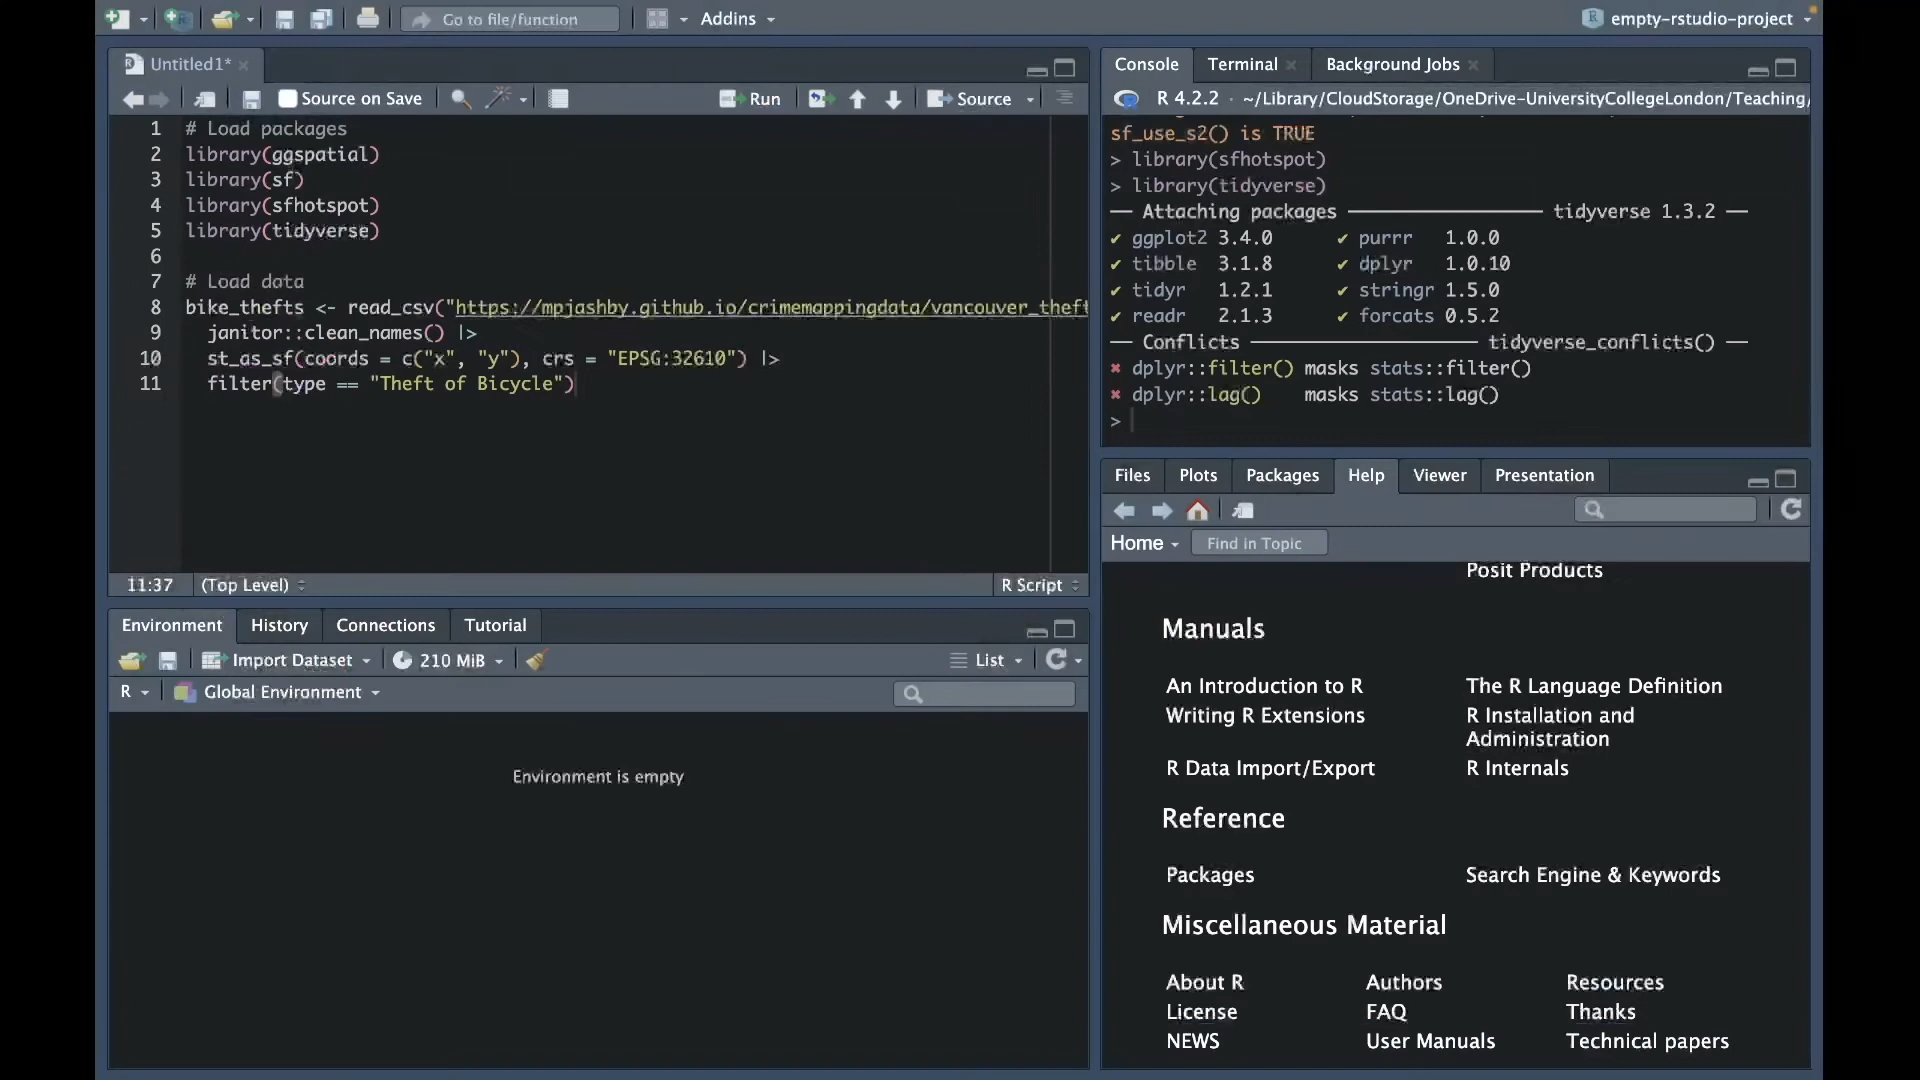 Go to file/function
Addins
empty-rstudio-project
Untitled1*
Source on Save
Run
Source
1 # Load packages
2 library(ggspatial)
3 library(sf)
4 library(sfhotspot)
5 library(tidyverse)
6
7 # Load data
8 bike_thefts <- read_csv("https://mpjashby.github.io/crimemappingdata/vancouver_theft
9 janitor::clean_names() |>
10 st_as_sf(coords = c("x", "y"), crs = "EPSG:32610") |>
11 filter(type == "Theft of Bicycle")
11:37 (Top Level) R Script
Environment History Connections Tutorial
Import Dataset 210 MiB List
R Global Environment
Environment is empty
Console Terminal Background Jobs
R 4.2.2 · ~/Library/CloudStorage/OneDrive-UniversityCollegeLondon/Teaching/
sf_use_s2() is TRUE
> library(sfhotspot)
> library(tidyverse)
── Attaching packages ────────── tidyverse 1.3.2 ──
✔ ggplot2 3.4.0 ✔ purrr 1.0.0
✔ tibble 3.1.8 ✔ dplyr 1.0.10
✔ tidyr 1.2.1 ✔ stringr 1.5.0
✔ readr 2.1.3 ✔ forcats 0.5.2
── Conflicts ────────── tidyverse_conflicts() ──
✖ dplyr::filter() masks stats::filter()
✖ dplyr::lag() masks stats::lag()
>
Files Plots Packages Help Viewer Presentation
Home Find in Topic
Posit Products
Manuals
An Introduction to R The R Language Definition
Writing R Extensions R Installation and
Administration
R Data Import/Export R Internals
Reference
Packages Search Engine & Keywords
Miscellaneous Material
About R Authors Resources
License FAQ Thanks
NEWS User Manuals Technical papers